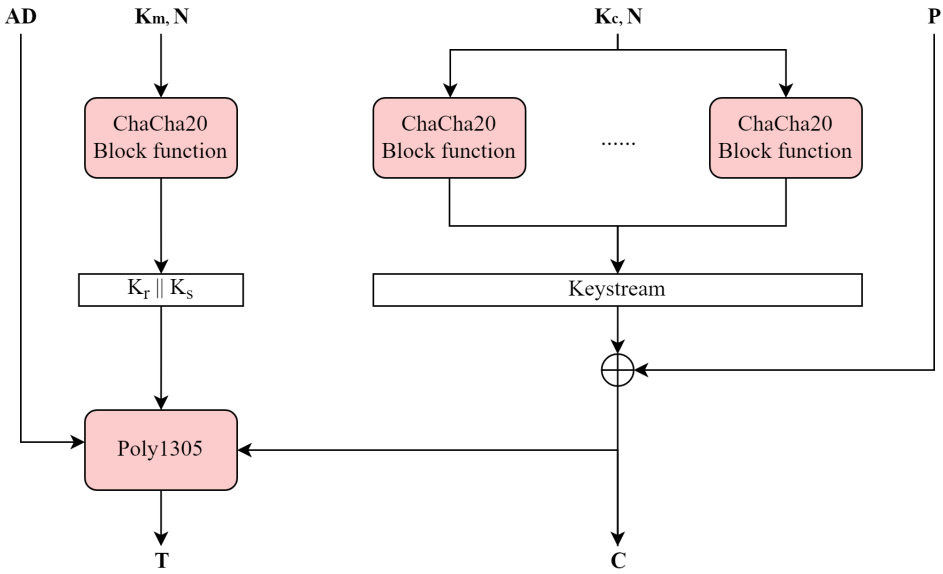 AD
Km, N
Kc, N
P
ChaCha20
Block function
ChaCha20
Block function
......
ChaCha20
Block function
Kr || Ks
Keystream
Poly1305
T
C